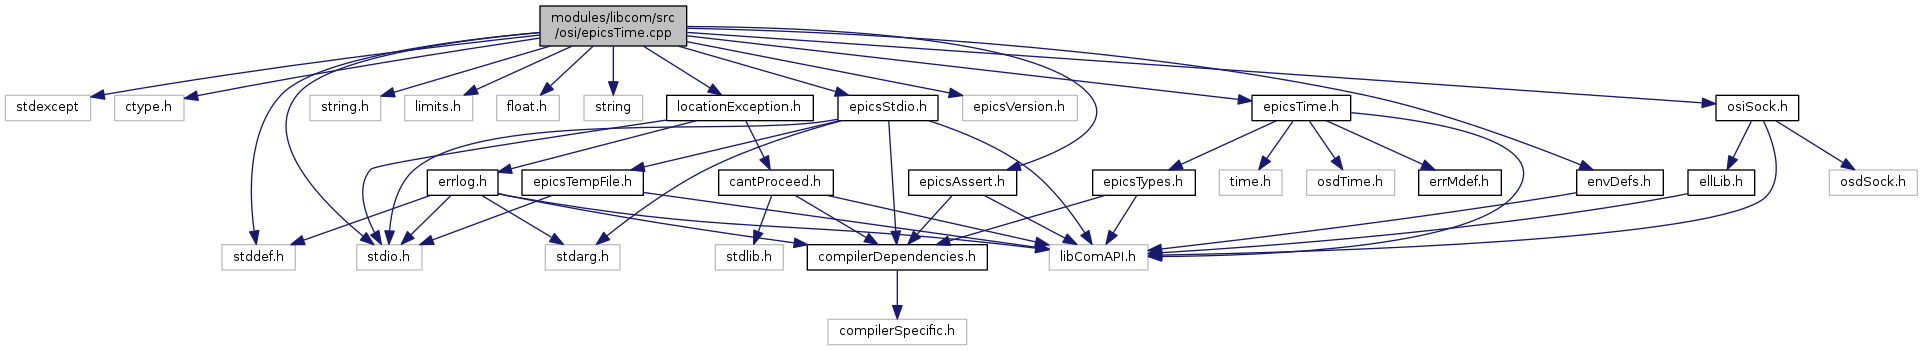 modules/libcom/src
/osi/epicsTime.cpp
stdexcept
ctype.h
string.h
limits.h
float.h
string
locationException.h
epicsStdio.h
epicsVersion.h
epicsTime.h
osiSock.h
errlog.h
epicsTempFile.h
cantProceed.h
epicsAssert.h
epicsTypes.h
time.h
osdTime.h
errMdef.h
envDefs.h
ellLib.h
osdSock.h
stddef.h
stdio.h
stdarg.h
stdlib.h
compilerDependencies.h
libComAPI.h
compilerSpecific.h